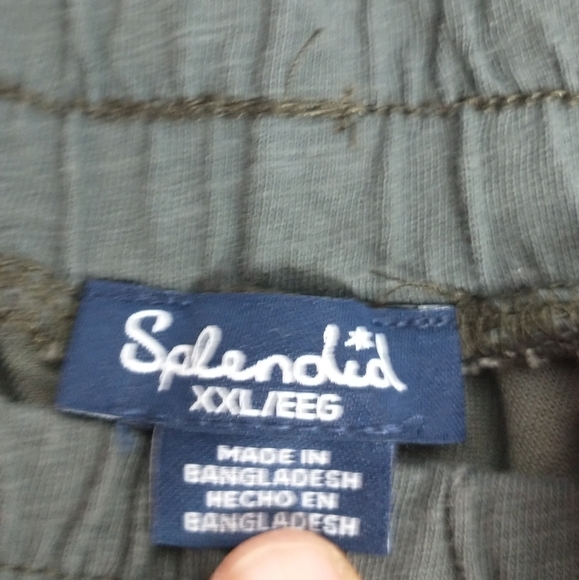 Splendid
XXL/EEG
MADE IN
BANGLADESH
HECHO EN
BANGLADESH